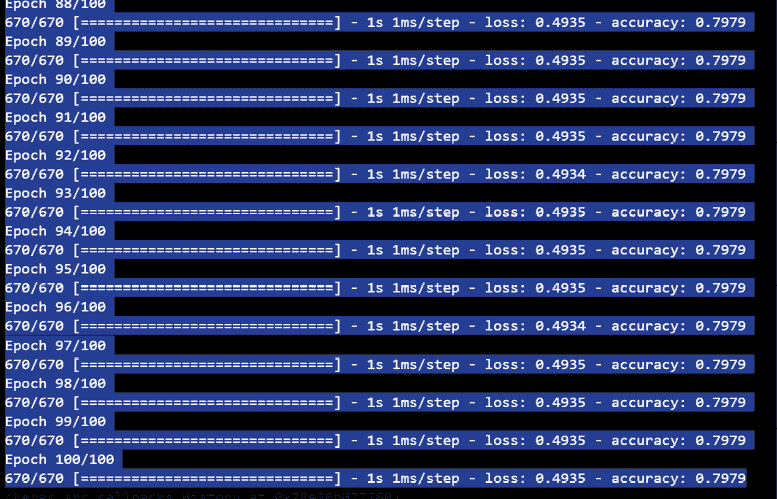 Epoch 88/100
670/670 [==============================] - 1s 1ms/step - loss: 0.4935 - accuracy: 0.7979
Epoch 89/100
670/670 [==============================] - 1s 1ms/step - loss: 0.4935 - accuracy: 0.7979
Epoch 90/100
670/670 [==============================] - 1s 1ms/step - loss: 0.4935 - accuracy: 0.7979
Epoch 91/100
670/670 [==============================] - 1s 1ms/step - loss: 0.4935 - accuracy: 0.7979
Epoch 92/100
670/670 [==============================] - 1s 1ms/step - loss: 0.4934 - accuracy: 0.7979
Epoch 93/100
670/670 [==============================] - 1s 1ms/step - loss: 0.4935 - accuracy: 0.7979
Epoch 94/100
670/670 [==============================] - 1s 1ms/step - loss: 0.4935 - accuracy: 0.7979
Epoch 95/100
670/670 [==============================] - 1s 1ms/step - loss: 0.4935 - accuracy: 0.7979
Epoch 96/100
670/670 [==============================] - 1s 1ms/step - loss: 0.4934 - accuracy: 0.7979
Epoch 97/100
670/670 [==============================] - 1s 1ms/step - loss: 0.4935 - accuracy: 0.7979
Epoch 98/100
670/670 [==============================] - 1s 1ms/step - loss: 0.4935 - accuracy: 0.7979
Epoch 99/100
670/670 [==============================] - 1s 1ms/step - loss: 0.4935 - accuracy: 0.7979
Epoch 100/100
670/670 [==============================] - 1s 1ms/step - loss: 0.4935 - accuracy: 0.7979